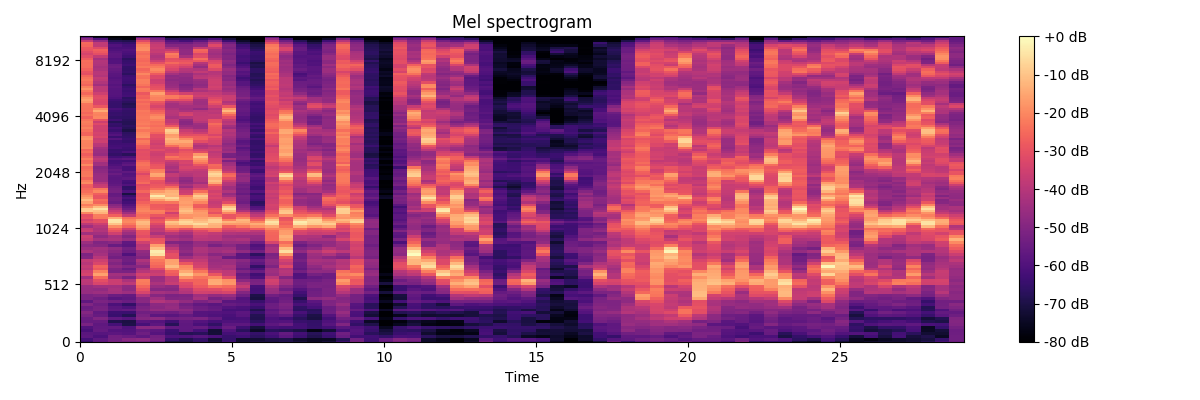 Mel spectrogram
8192
4096
2048
1024
512
0
Hz
0 5 10 15 20 25
Time
+0 dB
-10 dB
-20 dB
-30 dB
-40 dB
-50 dB
-60 dB
-70 dB
-80 dB